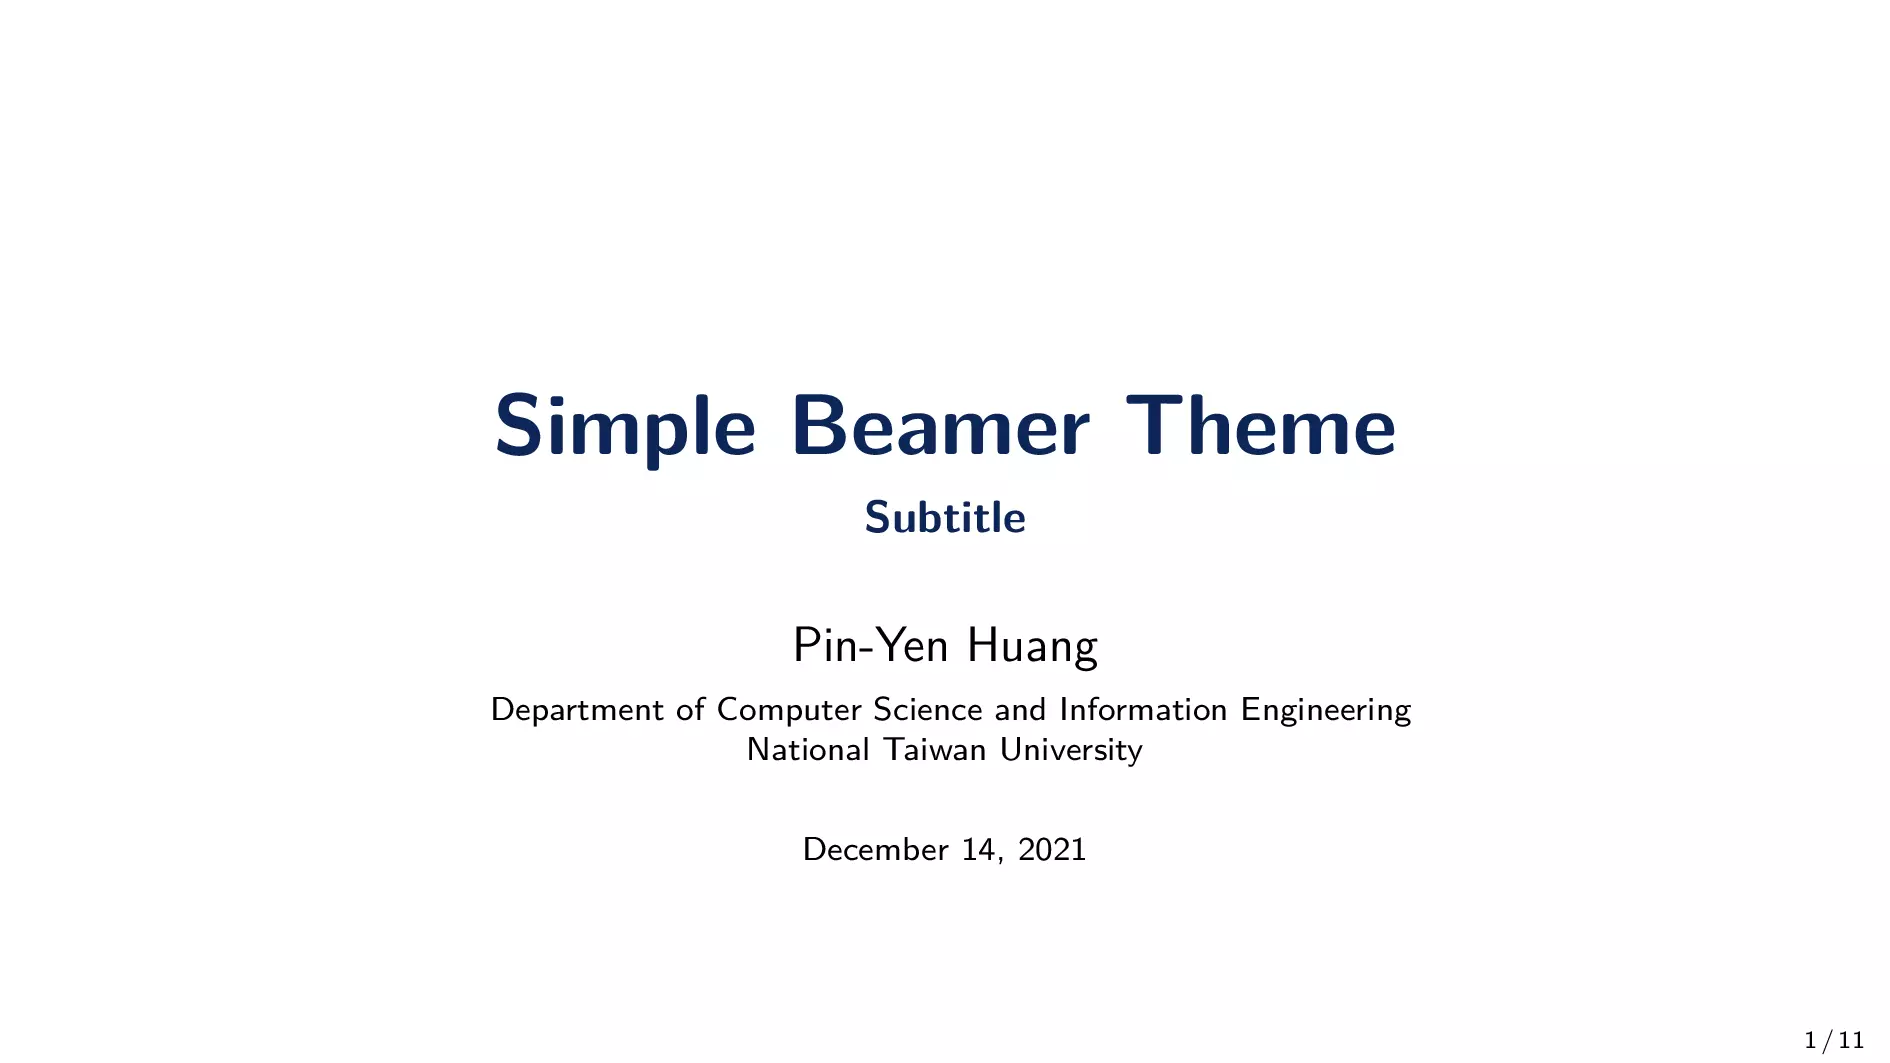 Simple Beamer Theme
Subtitle
Pin-Yen Huang
Department of Computer Science and Information Engineering
National Taiwan University
December 14, 2021
1 / 11